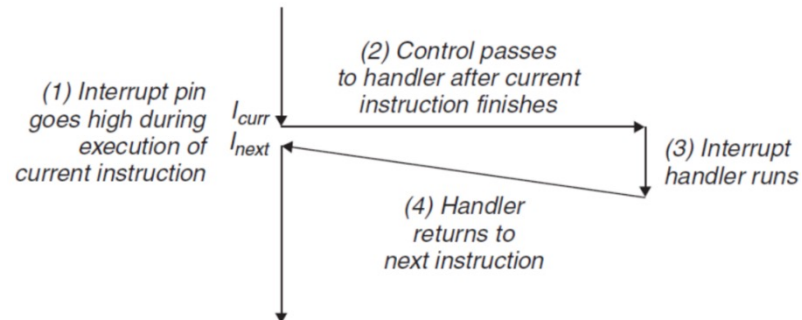 (1) Interrupt pin
goes high during
execution of
current instruction
I_curr
I_next
(2) Control passes
to handler after current
instruction finishes
(3) Interrupt
handler runs
(4) Handler
returns to
next instruction